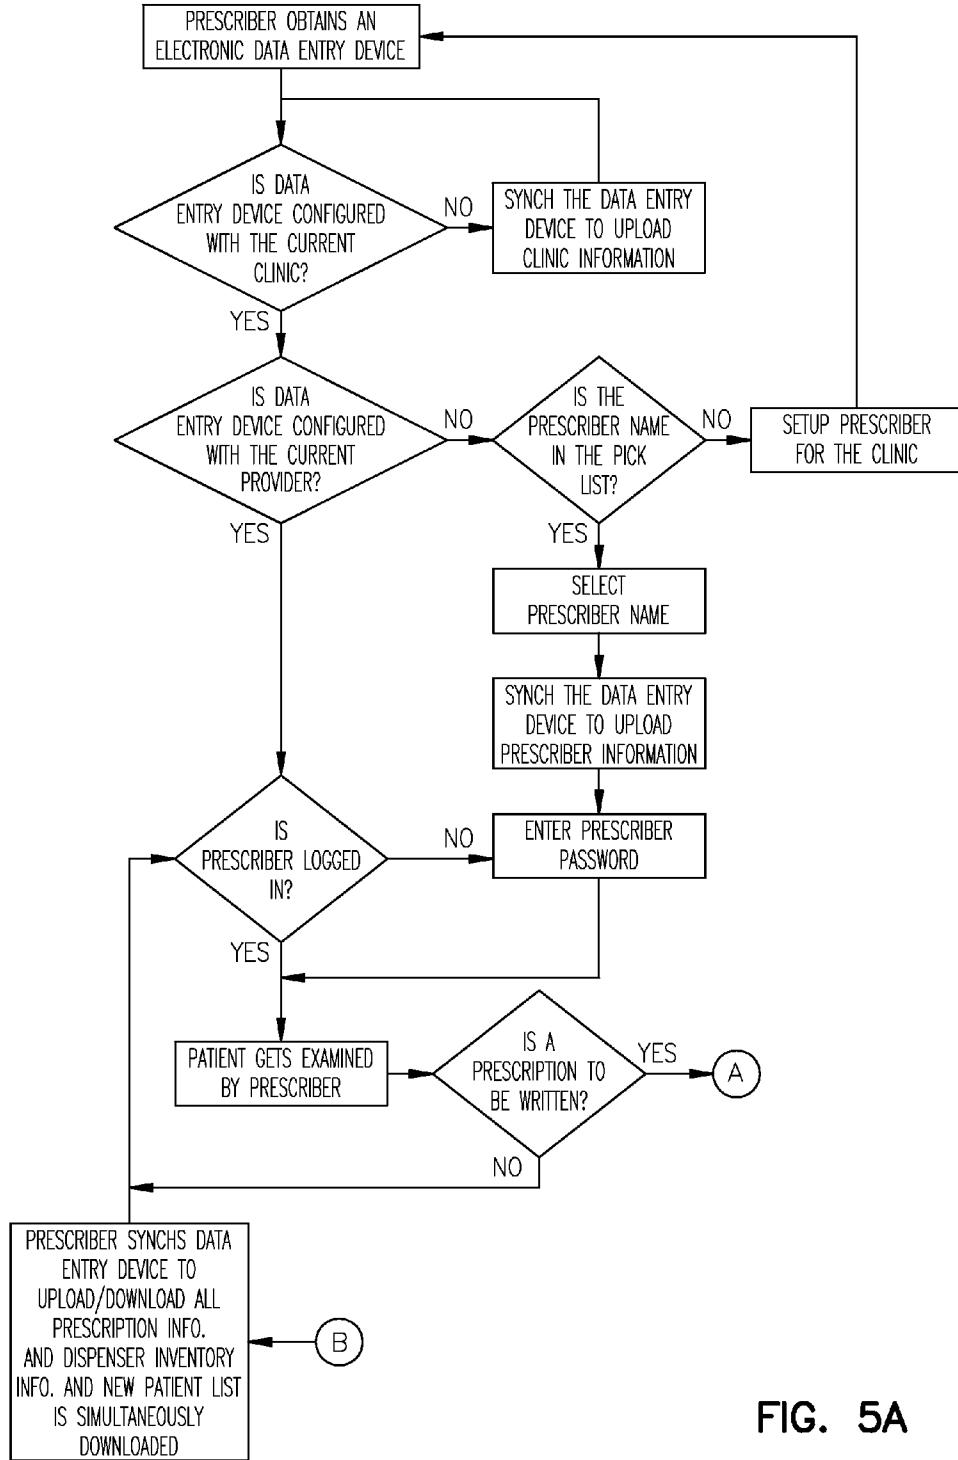 PRESCRIBER OBTAINS AN
ELECTRONIC DATA ENTRY DEVICE
IS DATA
ENTRY DEVICE CONFIGURED
WITH THE CURRENT
CLINIC?
NO
SYNCH THE DATA ENTRY
DEVICE TO UPLOAD
CLINIC INFORMATION
YES
IS DATA
ENTRY DEVICE CONFIGURED
WITH THE CURRENT
PROVIDER?
NO
IS THE
PRESCRIBER NAME
IN THE PICK
LIST?
NO
SETUP PRESCRIBER
FOR THE CLINIC
YES
YES
SELECT
PRESCRIBER NAME
SYNCH THE DATA ENTRY
DEVICE TO UPLOAD
PRESCRIBER INFORMATION
IS
PRESCRIBER LOGGED
IN?
NO
ENTER PRESCRIBER
PASSWORD
YES
PATIENT GETS EXAMINED
BY PRESCRIBER
IS A
PRESCRIPTION TO
BE WRITTEN?
YES
A
NO
PRESCRIBER SYNCHS DATA
ENTRY DEVICE TO
UPLOAD/DOWNLOAD ALL
PRESCRIPTION INFO.
AND DISPENSER INVENTORY
INFO. AND NEW PATIENT LIST
IS SIMULTANEOUSLY
DOWNLOADED
B
FIG. 5A